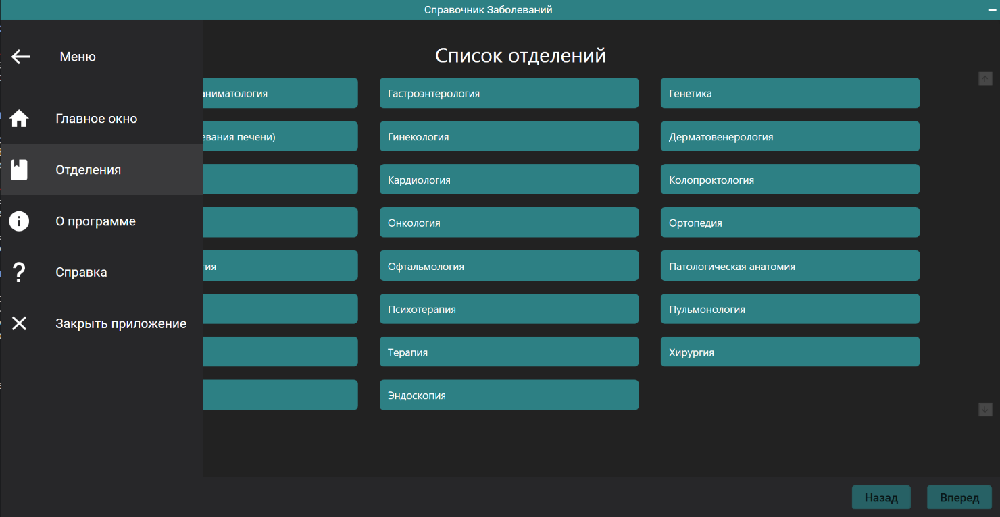 Справочник Заболеваний
Меню
Главное окно
Отделения
О программе
Справка
Закрыть приложение
Список отделений
аниматология
Гастроэнтерология
Генетика
евания печени)
Гинекология
Дерматовенерология
Кардиология
Колопроктология
Онкология
Ортопедия
гия
Офтальмология
Патологическая анатомия
Психотерапия
Пульмонология
Терапия
Хирургия
Эндоскопия
Назад
Вперед